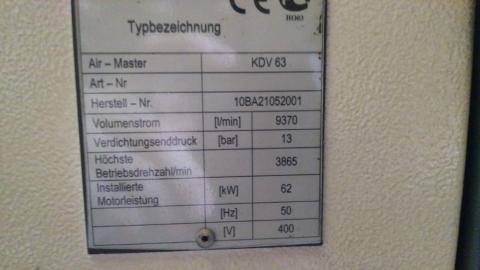 CE
Typbezeichnung
Air – Master KDV 63
Art – Nr
Herstell – Nr. 10BA21052001
Volumenstrom [l/min] 9370
Verdichtungsenddruck [bar] 13
Höchste
Betriebsdrehzahl/min 3865
Installierte
Motorleistung [kW] 62
[Hz] 50
[V] 400